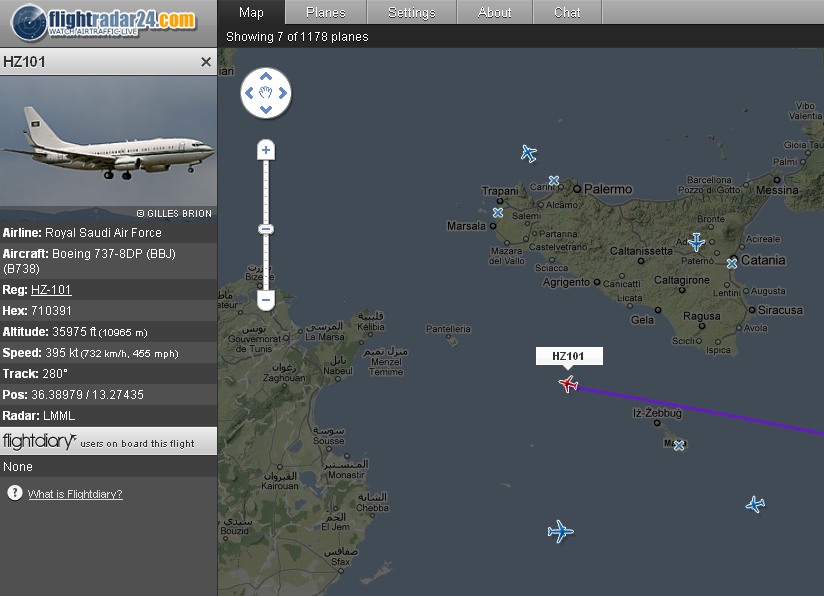 flightradar24.com
WATCH AIRTRAFFIC LIVE
Map
Planes
Settings
About
Chat
Showing 7 of 1178 planes
HZ101
© GILLES BRION
Airline: Royal Saudi Air Force
Aircraft: Boeing 737-8DP (BBJ)
(B738)
Reg: HZ-101
Hex: 710391
Altitude: 35975 ft (10965 m)
Speed: 395 kt (732 km/h, 455 mph)
Track: 280°
Pos: 36.38979 / 13.27435
Radar: LMML
flightdiary users on board this flight
None
? What is Flightdiary?
Vibo
Valentia
Gioia Tau
Palmi
Messina
Barcellona
Pozzo di Gotto
Palermo
Carini
Trapani
Alcamo
Salemi
Marsala
Partanna
Castelvetrano
Mazara
del Vallo
Sciacca
Agrigento
Caltanissetta
Canicattì
Licata
Gela
Caltagirone
Bronte
Paternò
Acireale
Catania
Lentini
Augusta
Siracusa
Ragusa
Avola
Scicli
Ispica
Pantelleria
بنزرت
تونس
Gouvernorat
de Tunis
المرسى
La Marsa
قليبية
Kélibia
زغوان
Zaghouan
نابل
Nabeul
منزل تميم
Menzel
Temime
HZ101
Iż-Żebbuġ
سوسة
Sousse
المنستير
Monastir
القيروان
Kairouan
الشابة
Chebba
الجم
El Jem
سيدي بو
Bouzid
صفاقس
Sfax